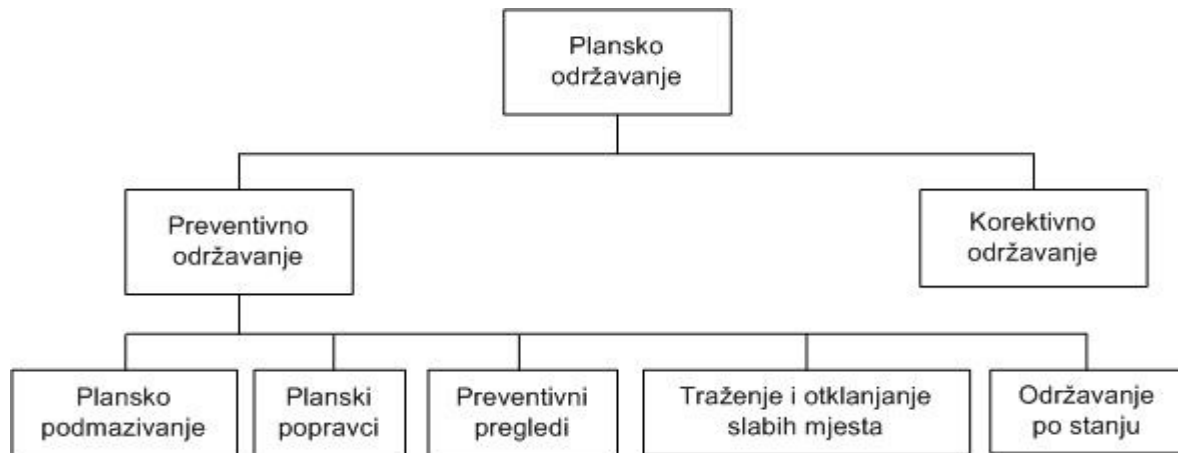 Plansko
održavanje
Preventivno
održavanje
Korektivno
održavanje
Plansko
podmazivanje
Planski
popravci
Preventivni
pregledi
Traženje i otklanjanje
slabih mjesta
Održavanje
po stanju